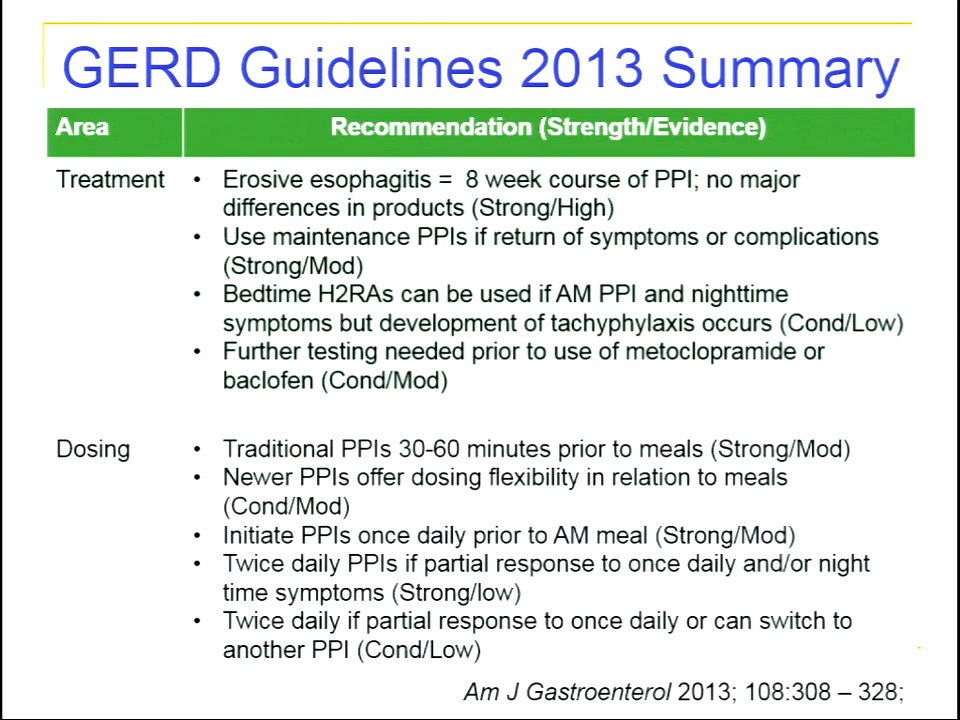 GERD Guidelines 2013 Summary
Area Recommendation (Strength/Evidence)
Treatment • Erosive esophagitis = 8 week course of PPI; no major
differences in products (Strong/High)
• Use maintenance PPIs if return of symptoms or complications
(Strong/Mod)
• Bedtime H2RAs can be used if AM PPI and nighttime
symptoms but development of tachyphylaxis occurs (Cond/Low)
• Further testing needed prior to use of metoclopramide or
baclofen (Cond/Mod)
Dosing • Traditional PPIs 30-60 minutes prior to meals (Strong/Mod)
• Newer PPIs offer dosing flexibility in relation to meals
(Cond/Mod)
• Initiate PPIs once daily prior to AM meal (Strong/Mod)
• Twice daily PPIs if partial response to once daily and/or night
time symptoms (Strong/low)
• Twice daily if partial response to once daily or can switch to
another PPI (Cond/Low)
Am J Gastroenterol 2013; 108:308 – 328;